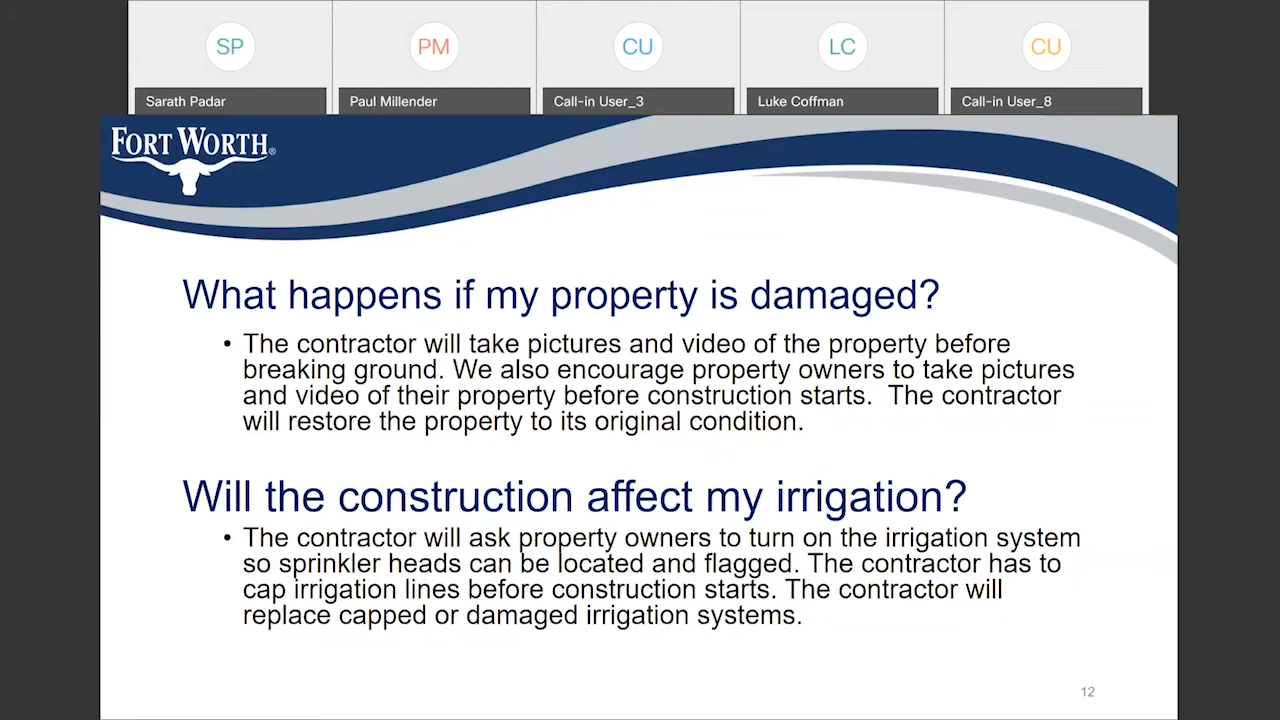 SP
PM
CU
LC
CU
Sarath Padar
Paul Millender
Call-in User_3
Luke Coffman
Call-in User_8
FORT WORTH®
What happens if my property is damaged?
• The contractor will take pictures and video of the property before
breaking ground. We also encourage property owners to take pictures
and video of their property before construction starts.  The contractor
will restore the property to its original condition.
Will the construction affect my irrigation?
• The contractor will ask property owners to turn on the irrigation system
so sprinkler heads can be located and flagged. The contractor has to
cap irrigation lines before construction starts. The contractor will
replace capped or damaged irrigation systems.
12